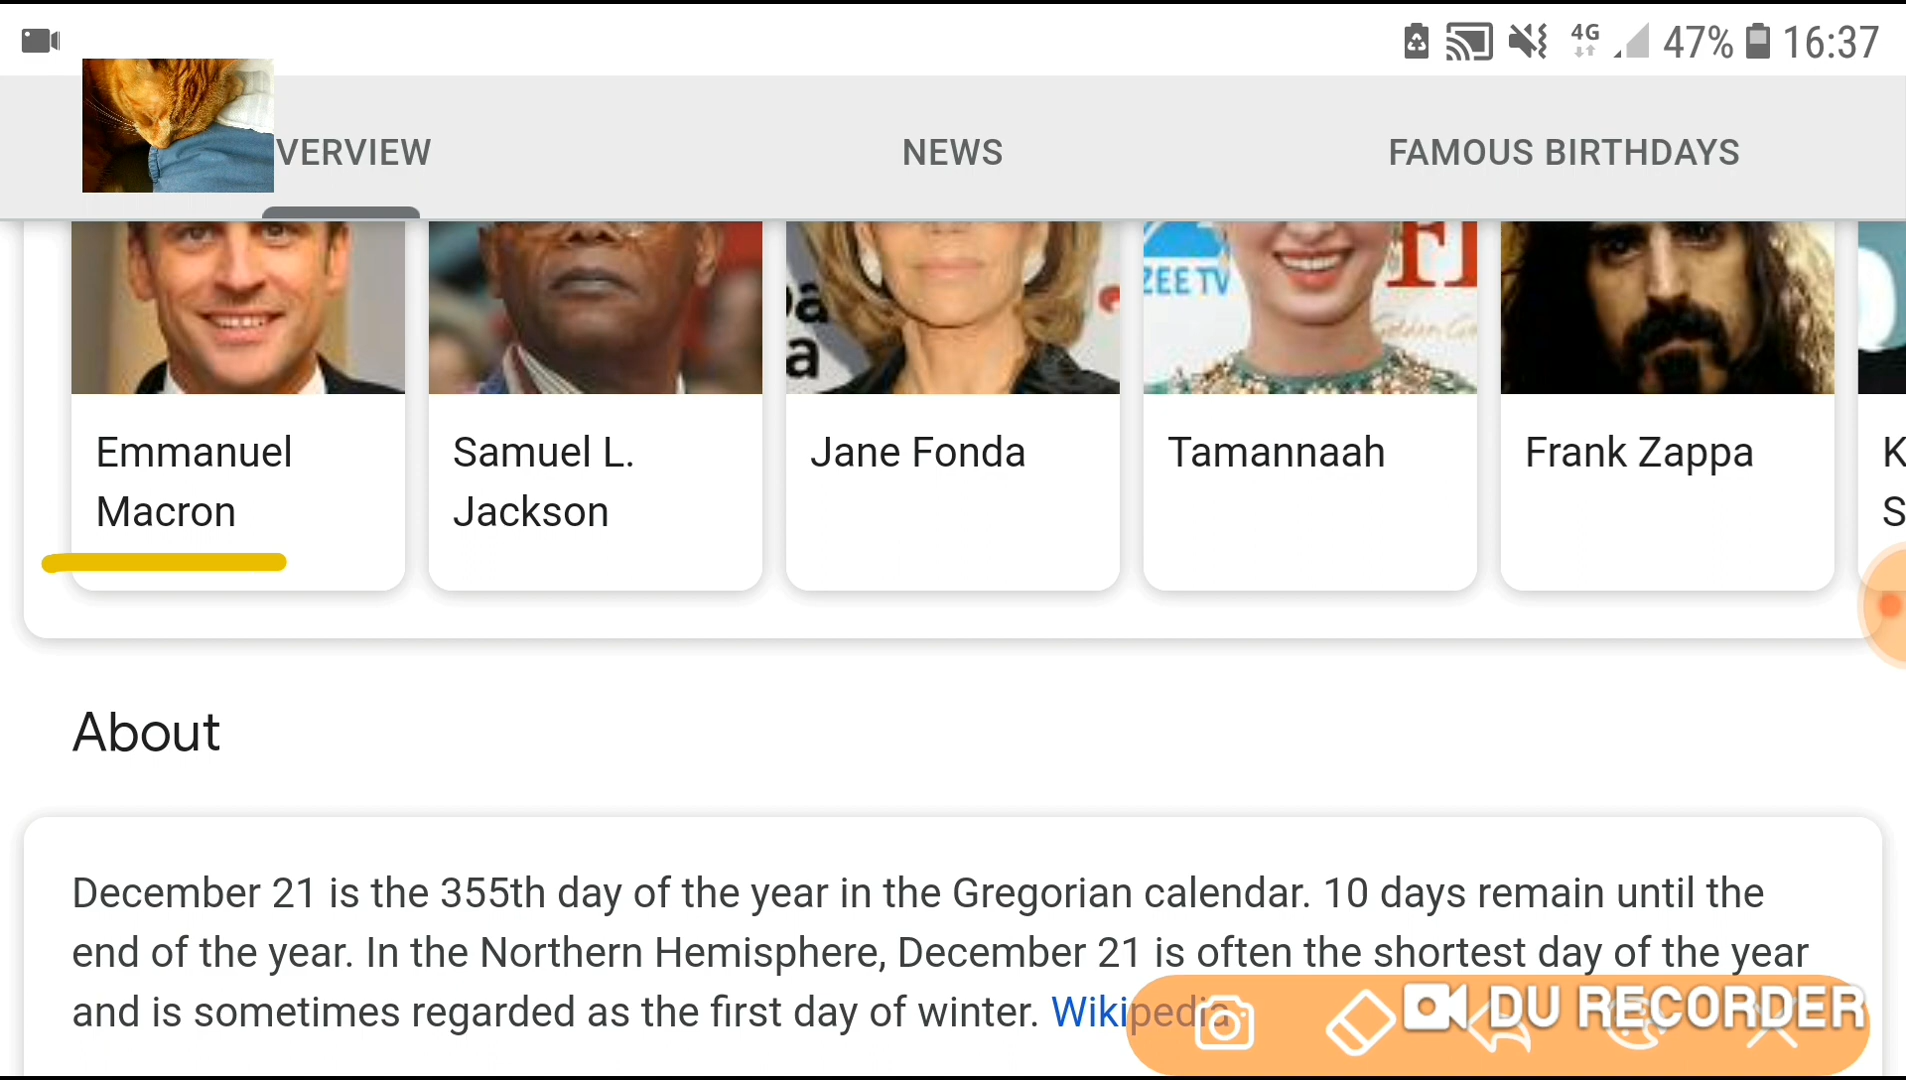 4G 47% 16:37
VERVIEW NEWS FAMOUS BIRTHDAYS
ZEE TV
Emmanuel
Macron
Samuel L.
Jackson
Jane Fonda
Tamannaah
Frank Zappa
K
S
About
December 21 is the 355th day of the year in the Gregorian calendar. 10 days remain until the
end of the year. In the Northern Hemisphere, December 21 is often the shortest day of the year
and is sometimes regarded as the first day of winter. Wikipedia
DU RECORDER